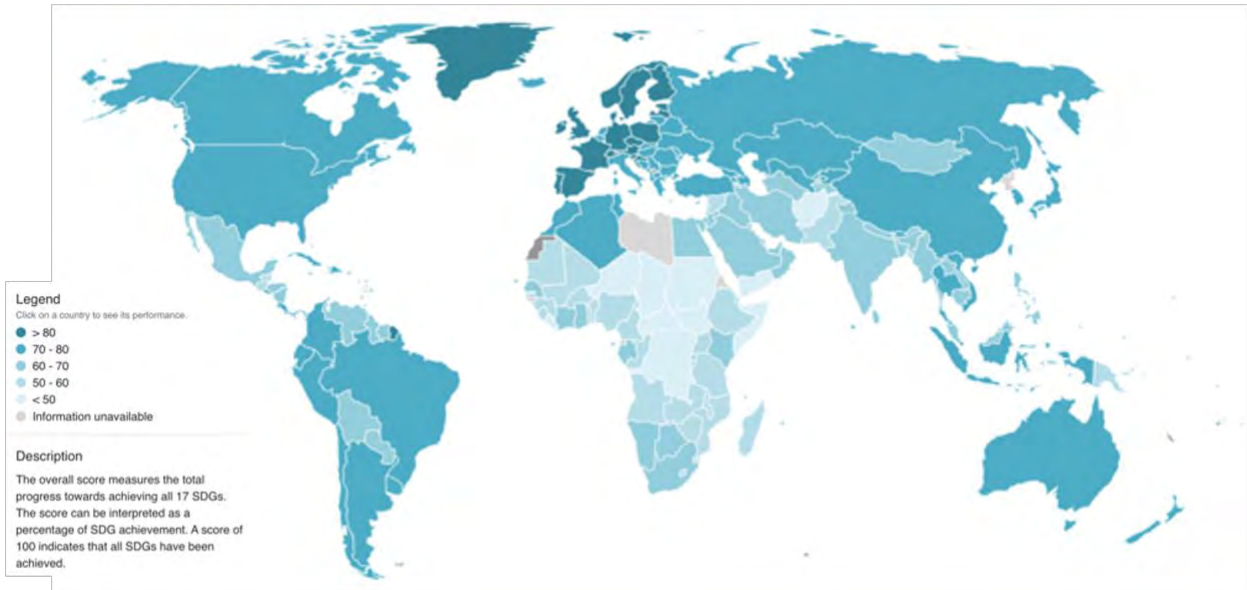 Legend
Click on a country to see its performance.
> 80
70 - 80
60 - 70
50 - 60
< 50
Information unavailable
Description
The overall score measures the total
progress towards achieving all 17 SDGs.
The score can be interpreted as a
percentage of SDG achievement. A score of
100 indicates that all SDGs have been
achieved.